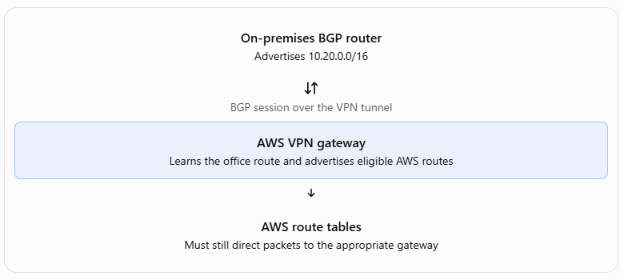 On-premises BGP router
Advertises 10.20.0.0/16
BGP session over the VPN tunnel
AWS VPN gateway
Learns the office route and advertises eligible AWS routes
AWS route tables
Must still direct packets to the appropriate gateway